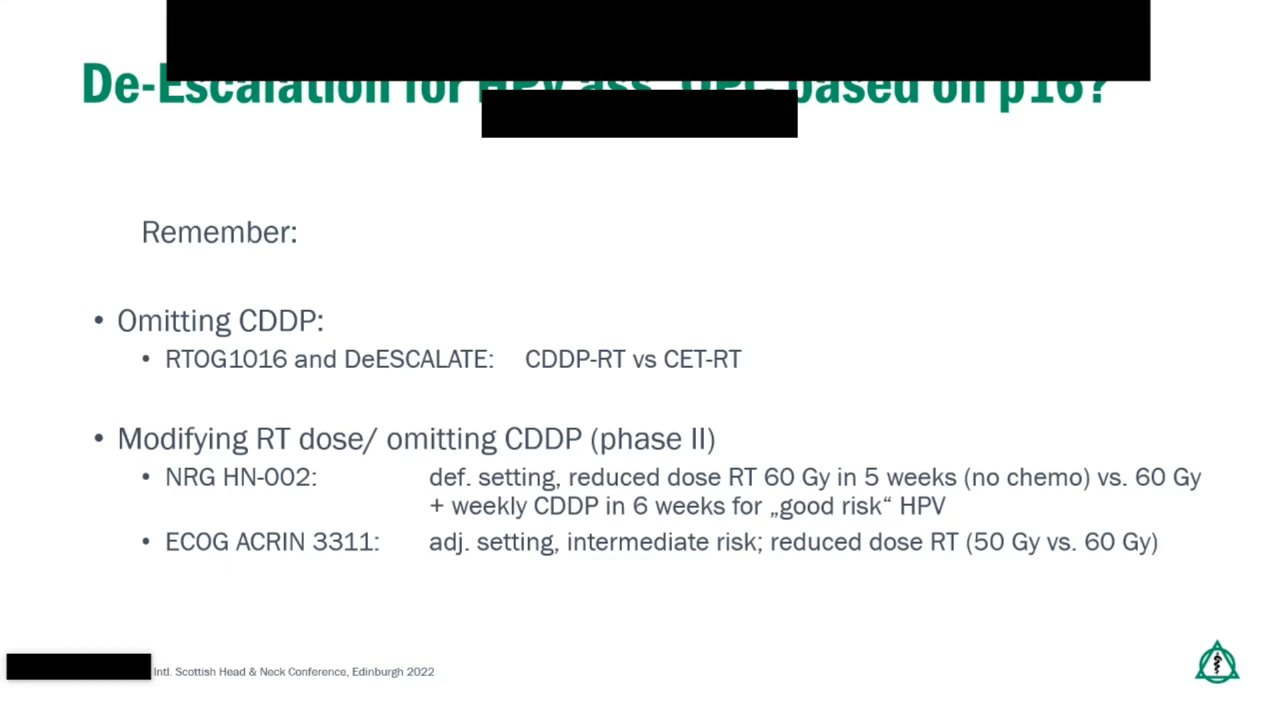 De-Escalation for HPV ass. OPC based on p16?
Remember:
• Omitting CDDP:
• RTOG1016 and DeESCALATE: CDDP-RT vs CET-RT
• Modifying RT dose/ omitting CDDP (phase II)
• NRG HN-002: def. setting, reduced dose RT 60 Gy in 5 weeks (no chemo) vs. 60 Gy
+ weekly CDDP in 6 weeks for „good risk“ HPV
• ECOG ACRIN 3311: adj. setting, intermediate risk; reduced dose RT (50 Gy vs. 60 Gy)
Intl. Scottish Head & Neck Conference, Edinburgh 2022